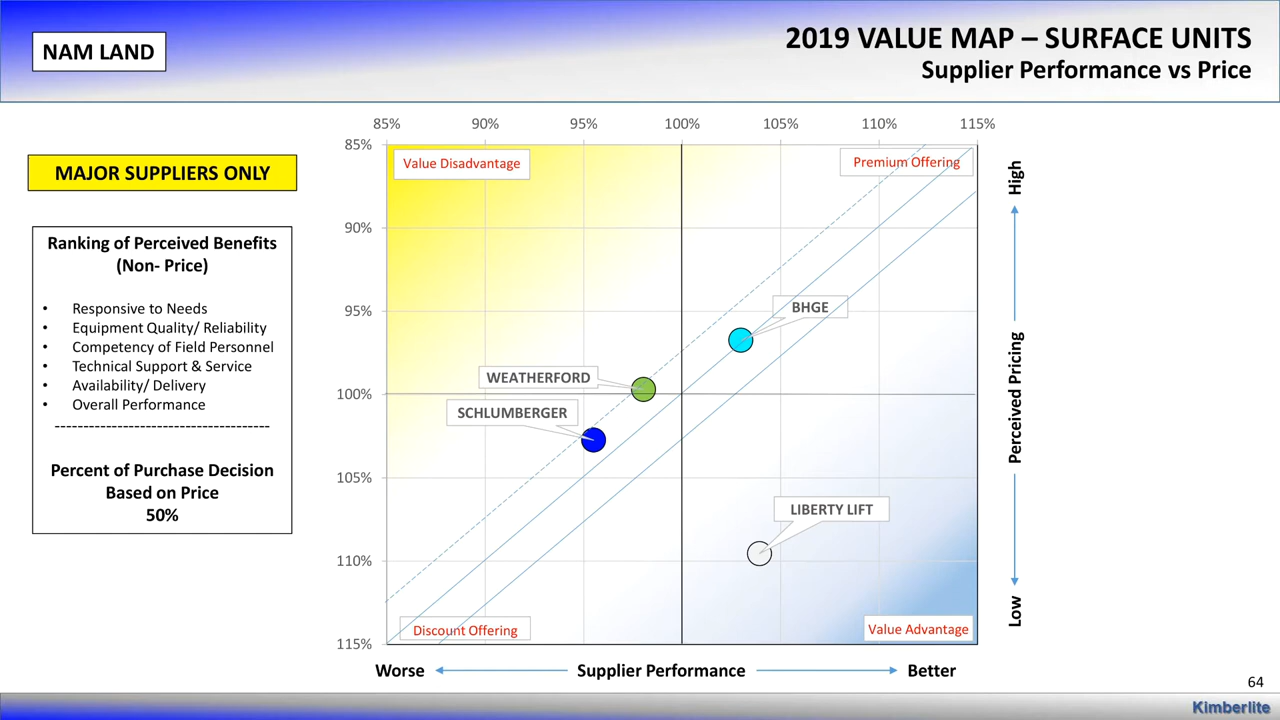 NAM LAND
2019 VALUE MAP – SURFACE UNITS
Supplier Performance vs Price
MAJOR SUPPLIERS ONLY
Ranking of Perceived Benefits
(Non- Price)
• Responsive to Needs
• Equipment Quality/ Reliability
• Competency of Field Personnel
• Technical Support & Service
• Availability/ Delivery
• Overall Performance
-------------------------------------
Percent of Purchase Decision
Based on Price
50%
85% 90% 95% 100% 105% 110% 115%
85%
90%
95%
100%
105%
110%
115%
Value Disadvantage
Premium Offering
BHGE
WEATHERFORD
SCHLUMBERGER
LIBERTY LIFT
Discount Offering
Value Advantage
High
Perceived Pricing
Low
Worse
Supplier Performance
Better
64
Kimberlite